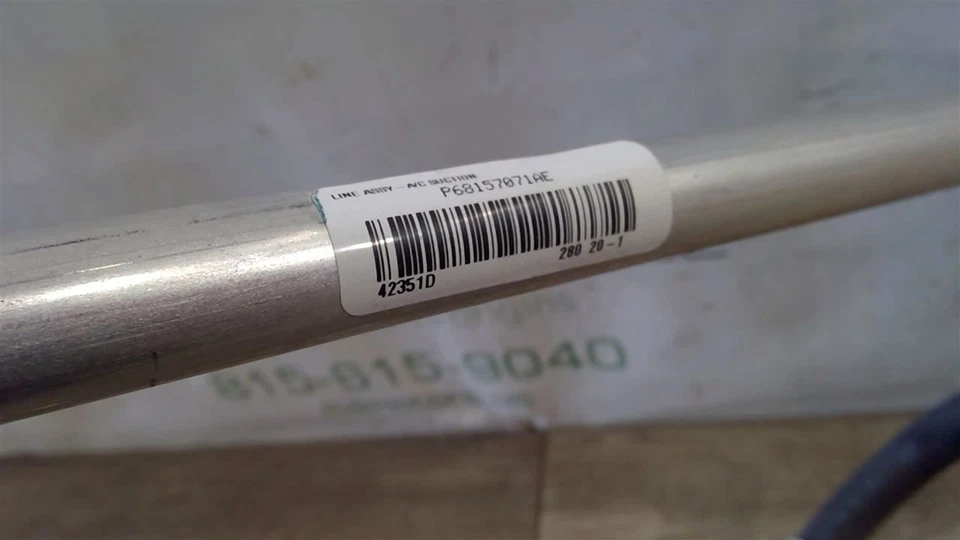 LINE ASSY - A/C SUCTION
P68157071AE
42351D
280 20-1
815-615-9040